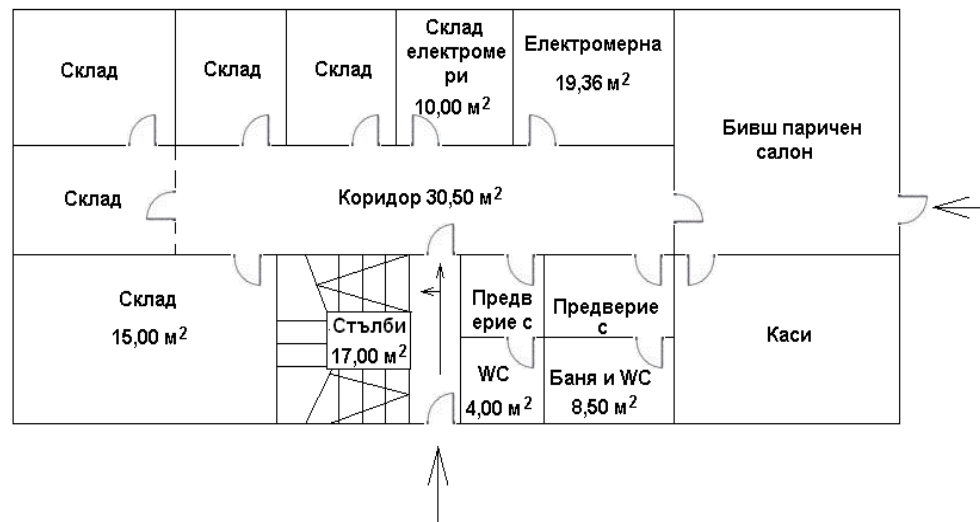 Склад
Склад
Склад
Склад
електроме
ри
10,00 м²
Електромерна
19,36 м²
Бивш паричен
салон
Склад
Коридор 30,50 м²
Склад
15,00 м²
Стълби
17,00 м²
Предв
ерие с
Предверие
с
WC
4,00 м²
Баня и WC
8,50 м²
Каси